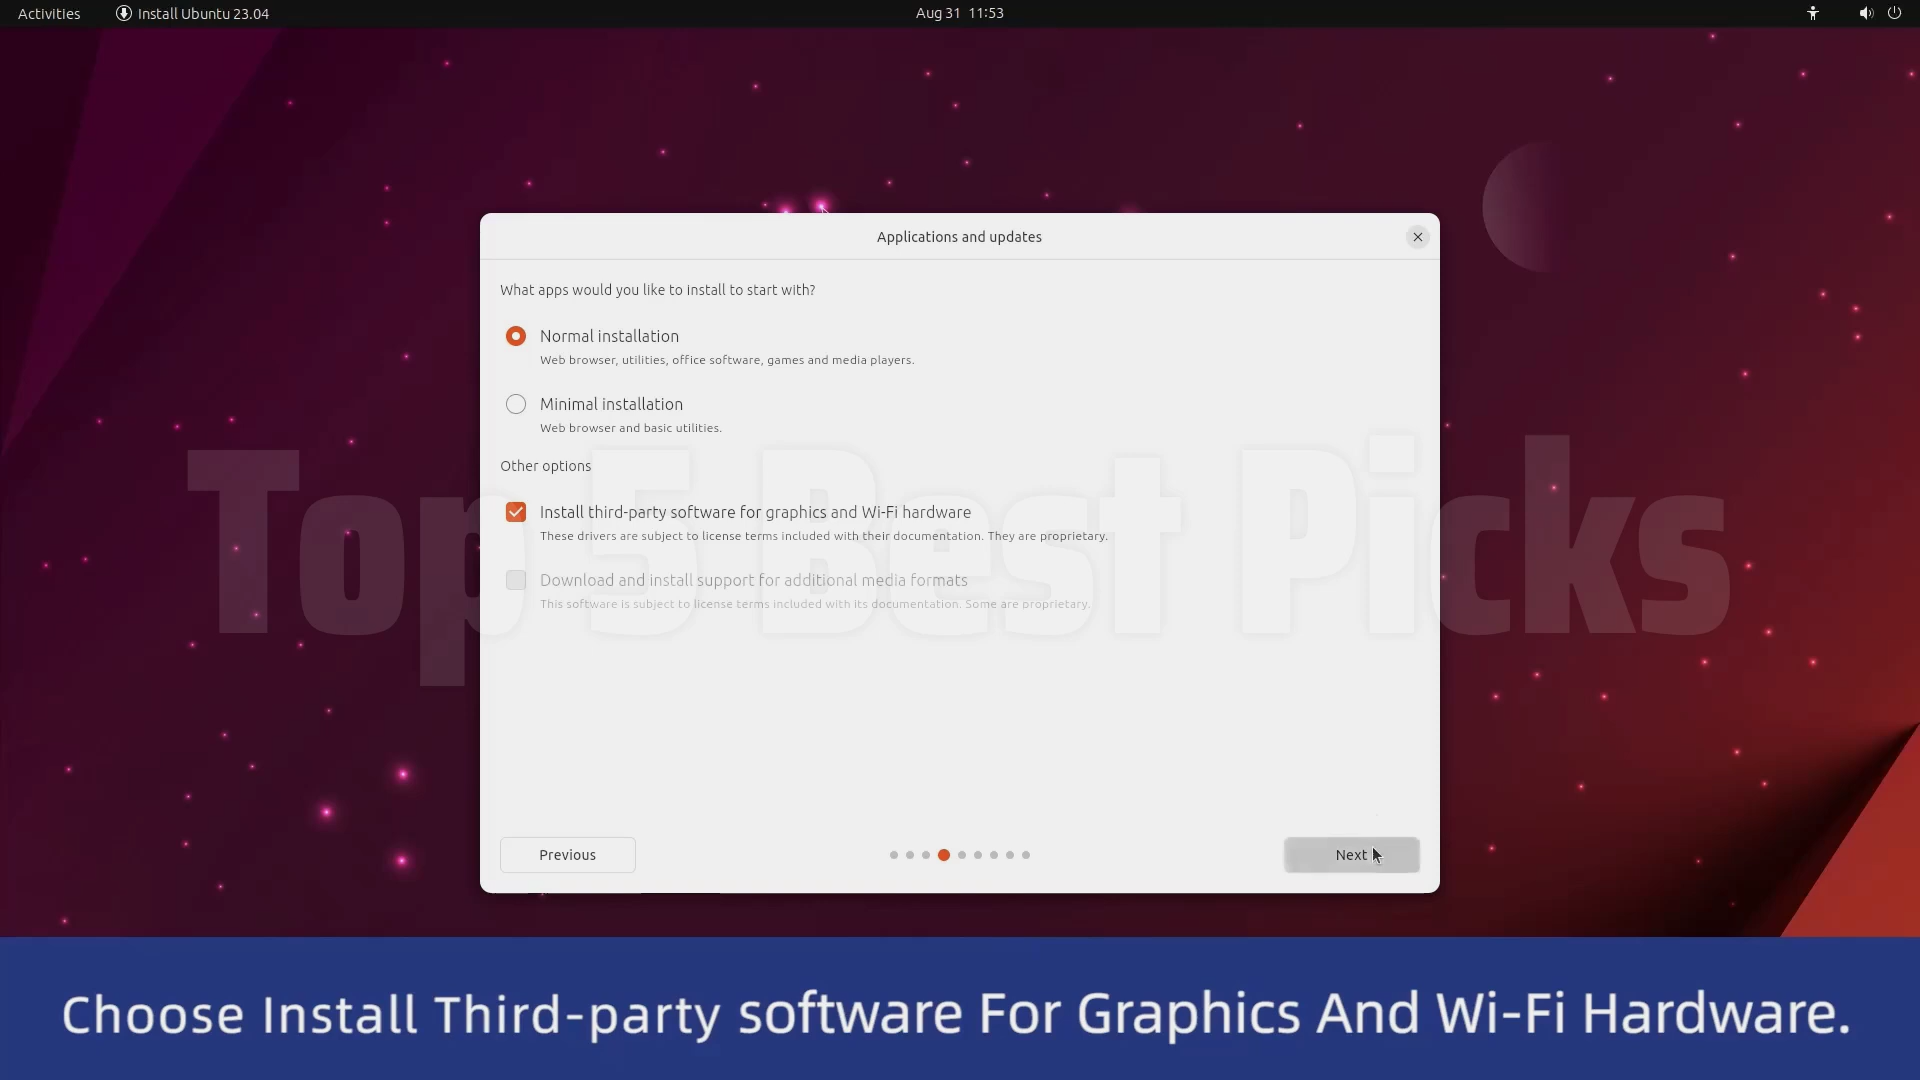 Activities
Install Ubuntu 23.04
Aug 31 11:53
Applications and updates
What apps would you like to install to start with?
Normal installation
Web browser, utilities, office software, games and media players.
Minimal installation
Web browser and basic utilities.
Other options
Top 5 Best Picks
Install third-party software for graphics and Wi-Fi hardware
These drivers are subject to license terms included with their documentation. They are proprietary.
Download and install support for additional media formats
This software is subject to license terms included with its documentation. Some are proprietary.
Previous
Next
Choose Install Third-party software For Graphics And Wi-Fi Hardware.